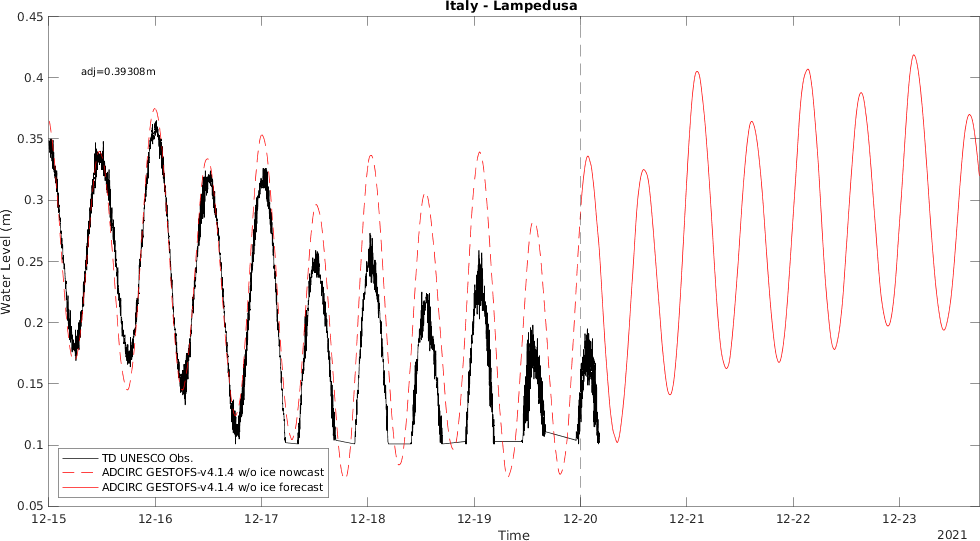 Italy - Lampedusa
0.45
0.4
0.35
0.3
0.25
0.2
0.15
0.1
0.05
Water Level (m)
adj=0.39308m
TD UNESCO Obs.
ADCIRC GESTOFS-v4.1.4 w/o ice nowcast
ADCIRC GESTOFS-v4.1.4 w/o ice forecast
12-15 12-16 12-17 12-18 12-19 12-20 12-21 12-22 12-23
Time
2021